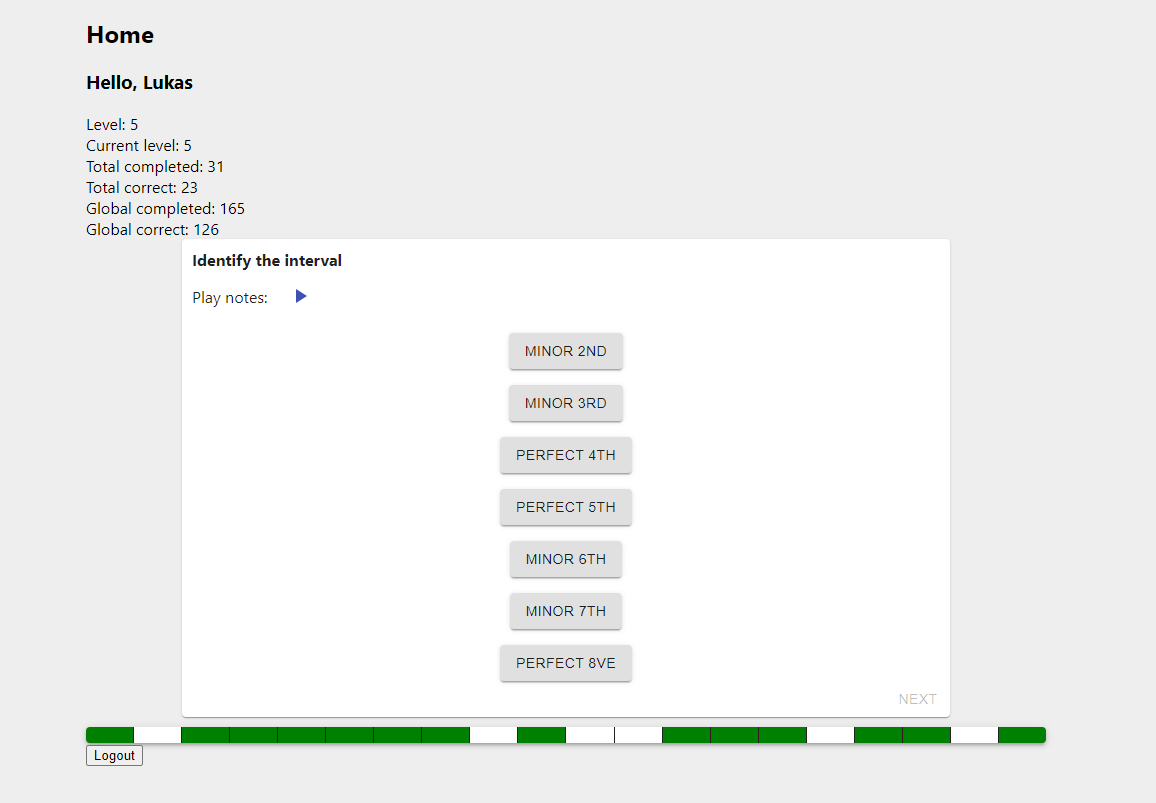 Home
Hello, Lukas
Level: 5
Current level: 5
Total completed: 31
Total correct: 23
Global completed: 165
Global correct: 126
Identify the interval
Play notes:
MINOR 2ND
MINOR 3RD
PERFECT 4TH
PERFECT 5TH
MINOR 6TH
MINOR 7TH
PERFECT 8VE
NEXT
Logout